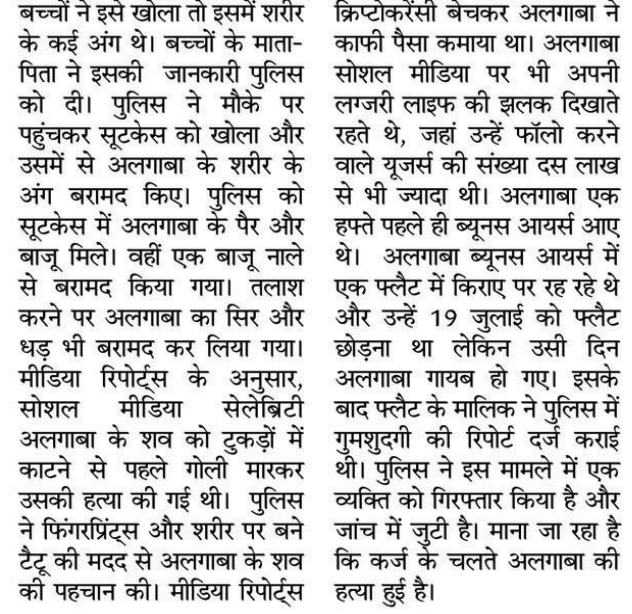 बच्चों ने इसे खोला तो इसमें शरीर
के कई अंग थे। बच्चों के माता-
पिता ने इसकी जानकारी पुलिस
को दी। पुलिस ने मौके पर
पहुंचकर सूटकेस को खोला और
उसमें से अलगाबा के शरीर के
अंग बरामद किए। पुलिस को
सूटकेस में अलगाबा के पैर और
बाजू मिले। वहीं एक बाजू नाले
से बरामद किया गया। तलाश
करने पर अलगाबा का सिर और
धड़ भी बरामद कर लिया गया।
मीडिया रिपोर्ट्स के अनुसार,
सोशल मीडिया सेलेब्रिटी
अलगाबा के शव को टुकड़ों में
काटने से पहले गोली मारकर
उसकी हत्या की गई थी। पुलिस
ने फिंगरप्रिंट्स और शरीर पर बने
टैटू की मदद से अलगाबा के शव
की पहचान की। मीडिया रिपोर्ट्स
क्रिप्टोकरेंसी बेचकर अलगाबा ने
काफी पैसा कमाया था। अलगाबा
सोशल मीडिया पर भी अपनी
लग्जरी लाइफ की झलक दिखाते
रहते थे, जहां उन्हें फॉलो करने
वाले यूजर्स की संख्या दस लाख
से भी ज्यादा थी। अलगाबा एक
हफ्ते पहले ही ब्यूनस आयर्स आए
थे। अलगाबा ब्यूनस आयर्स में
एक फ्लैट में किराए पर रह रहे थे
और उन्हें 19 जुलाई को फ्लैट
छोड़ना था लेकिन उसी दिन
अलगाबा गायब हो गए। इसके
बाद फ्लैट के मालिक ने पुलिस में
गुमशुदगी की रिपोर्ट दर्ज कराई
थी। पुलिस ने इस मामले में एक
व्यक्ति को गिरफ्तार किया है और
जांच में जुटी है। माना जा रहा है
कि कर्ज के चलते अलगाबा की
हत्या हुई है।